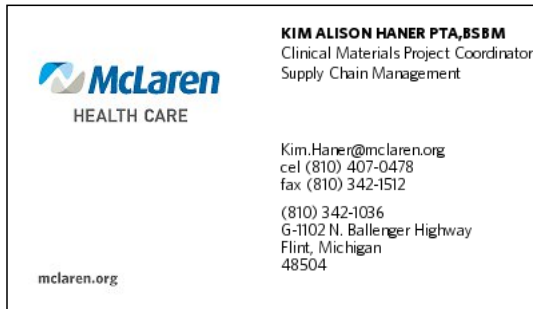 McLaren
HEALTH CARE
mclaren.org
KIM ALISON HANER PTA,BSBM
Clinical Materials Project Coordinator
Supply Chain Management
Kim.Haner@mclaren.org
cel (810) 407-0478
fax (810) 342-1512
(810) 342-1036
G-1102 N. Ballenger Highway
Flint, Michigan
48504